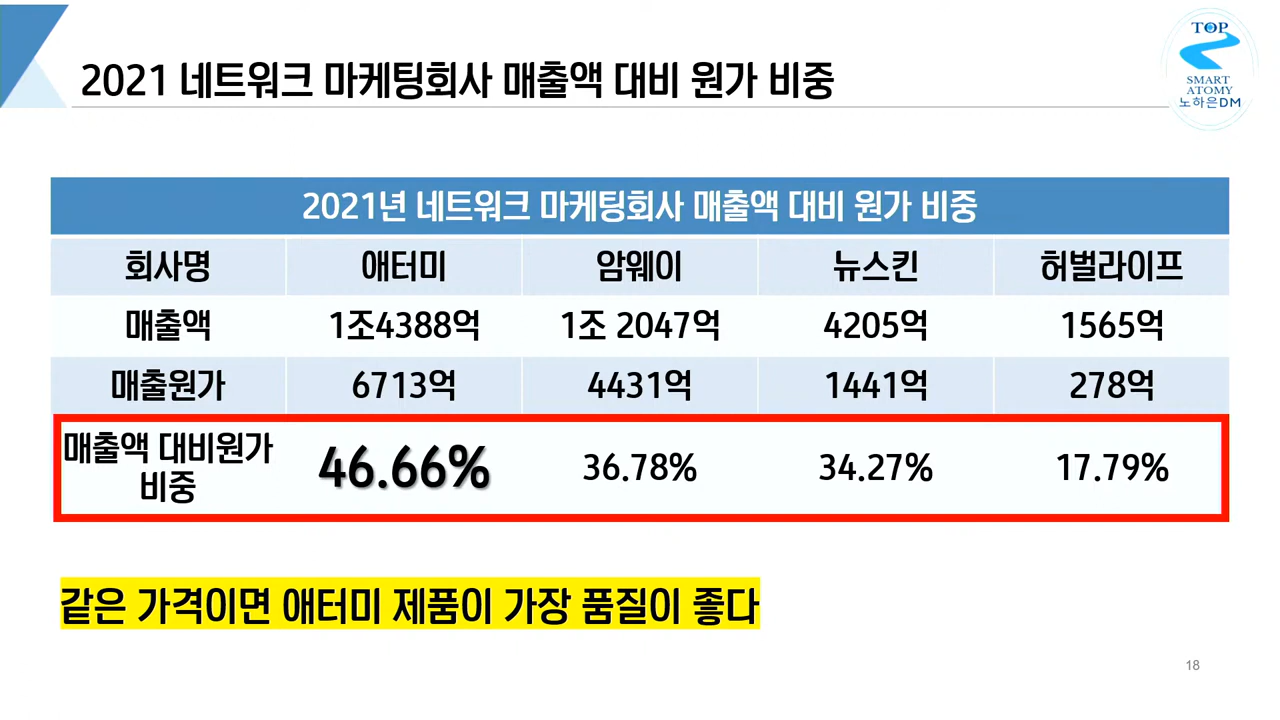 TOP
SMART
ATOMY
노하은DM
2021 네트워크 마케팅회사 매출액 대비 원가 비중
2021년 네트워크 마케팅회사 매출액 대비 원가 비중
회사명 애터미 암웨이 뉴스킨 허벌라이프
매출액 1조4388억 1조 2047억 4205억 1565억
매출원가 6713억 4431억 1441억 278억
매출액 대비원가
비중 46.66% 36.78% 34.27% 17.79%
같은 가격이면 애터미 제품이 가장 품질이 좋다
18